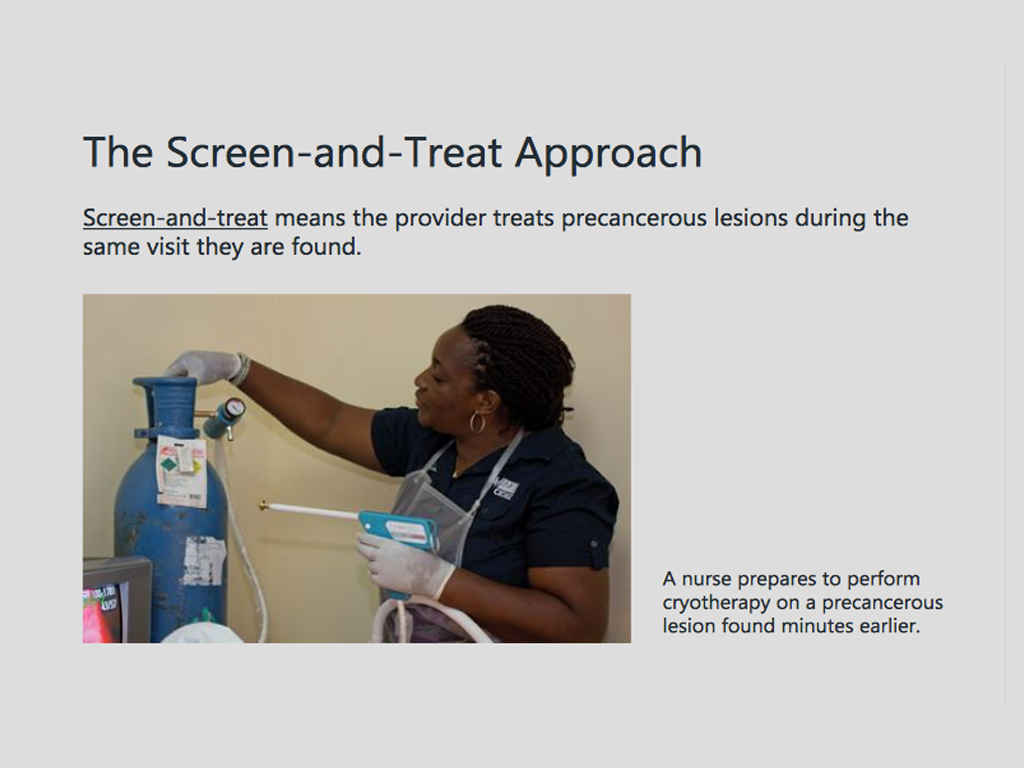 The Screen-and-Treat Approach
Screen-and-treat means the provider treats precancerous lesions during the
same visit they are found.
A nurse prepares to perform
cryotherapy on a precancerous
lesion found minutes earlier.